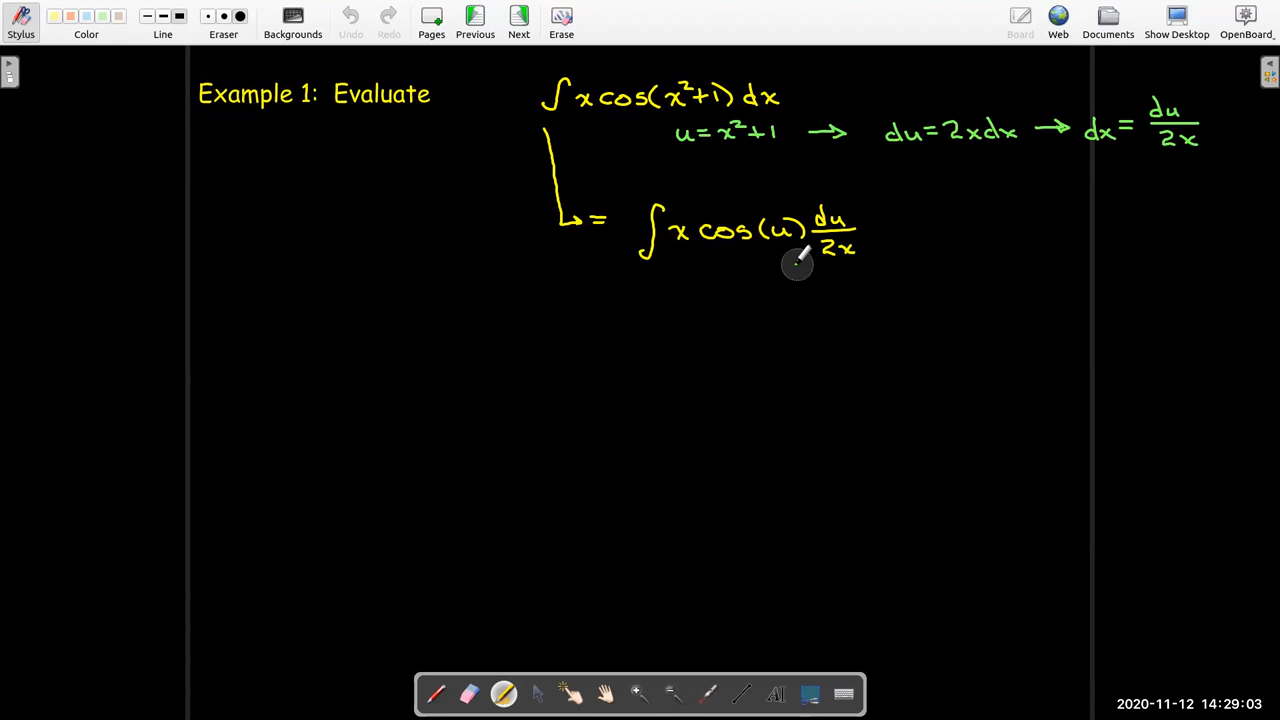 Stylus Color Line Eraser Backgrounds Undo Redo Pages Previous Next Erase Board Web Documents Show Desktop OpenBoard
Example 1: Evaluate ∫ x cos(x²+1) dx
u = x²+1 → du = 2x dx → dx = du/2x
= ∫ x cos(u) du/2x
2020-11-12 14:29:03